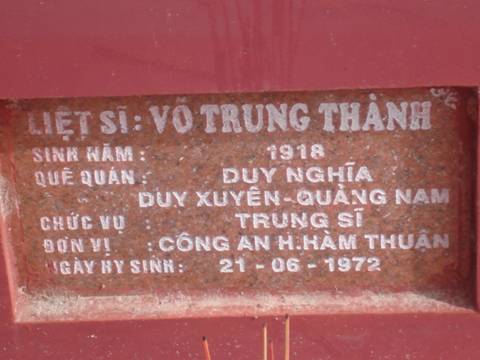 LIỆT SĨ: VÕ TRUNG THÀNH
SINH NĂM : 1918
QUÊ QUÁN : DUY NGHĨA
DUY XUYÊN-QUẢNG NAM
CHỨC VỤ : TRUNG SĨ
ĐƠN VỊ : CÔNG AN H.HÀM THUẬN
NGÀY HY SINH: 21 - 06 - 1972